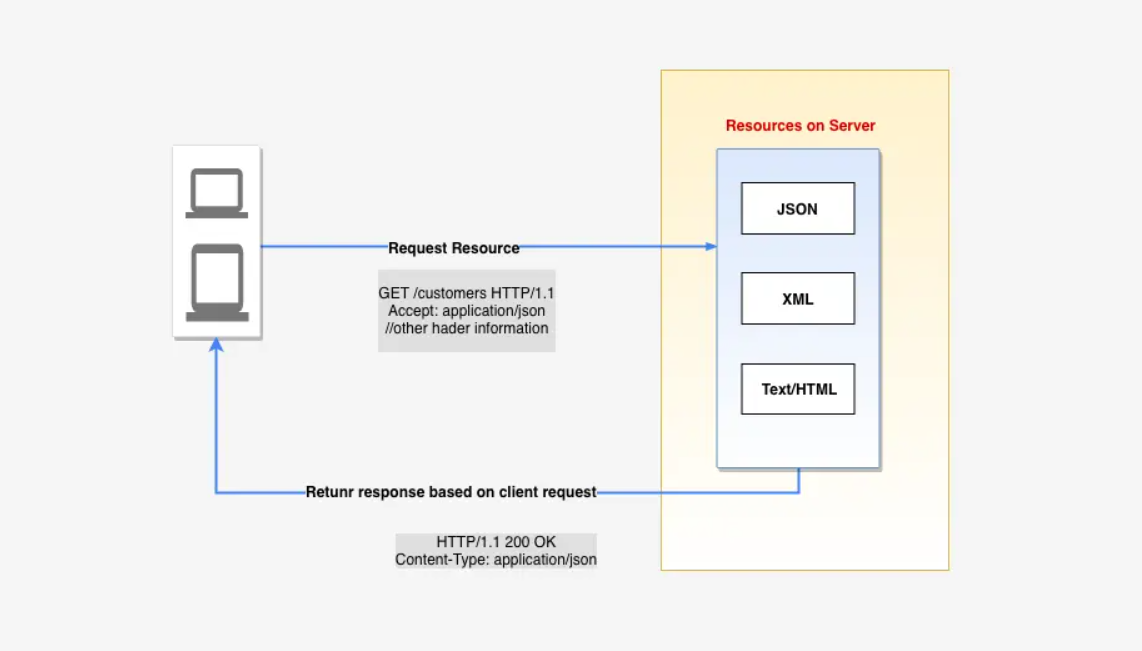 Resources on Server
JSON
Request Resource
GET /customers HTTP/1.1
Accept: application/json
//other hader information
XML
Text/HTML
Retunr response based on client request
HTTP/1.1 200 OK
Content-Type: application/json